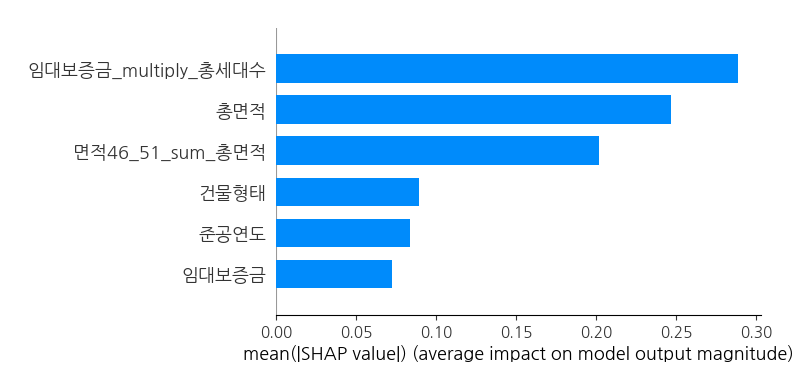 임대보증금_multiply_총세대수
총면적
면적46_51_sum_총면적
건물형태
준공연도
임대보증금
0.00 0.05 0.10 0.15 0.20 0.25 0.30
mean(|SHAP value|) (average impact on model output magnitude)